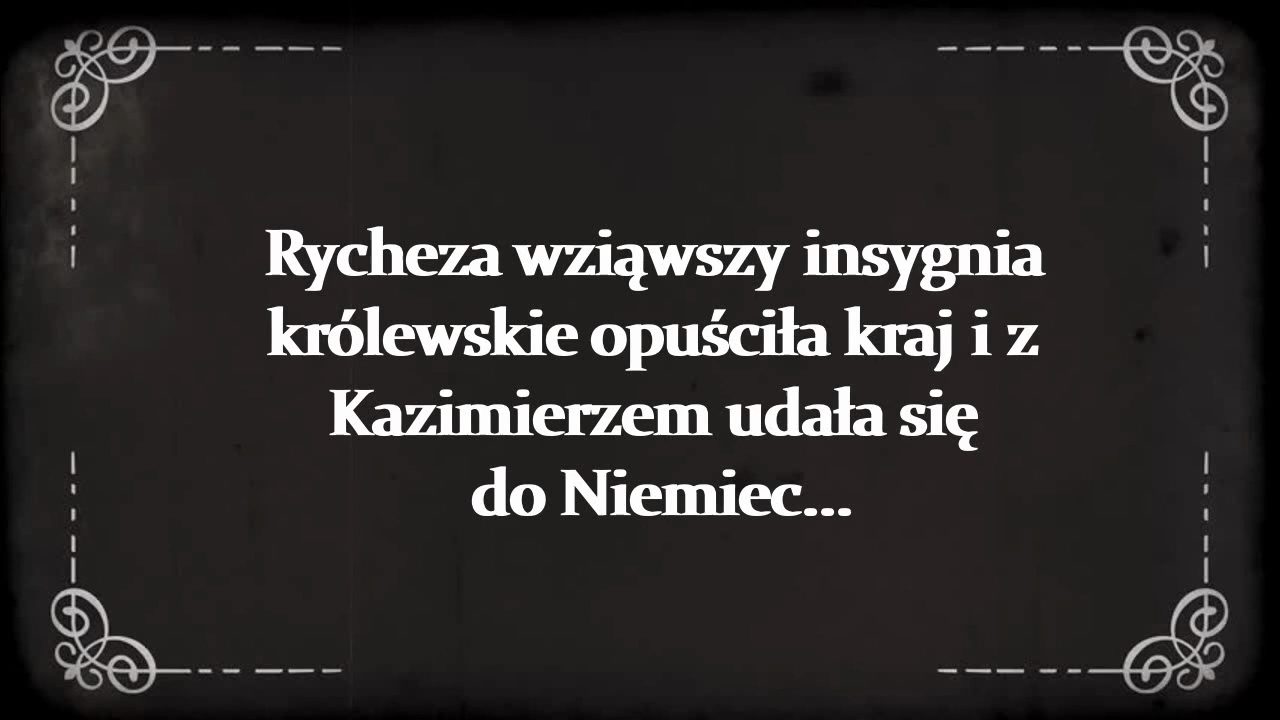 Rycheza wziąwszy insygnia
królewskie opuściła kraj i z
Kazimierzem udała się
do Niemiec...